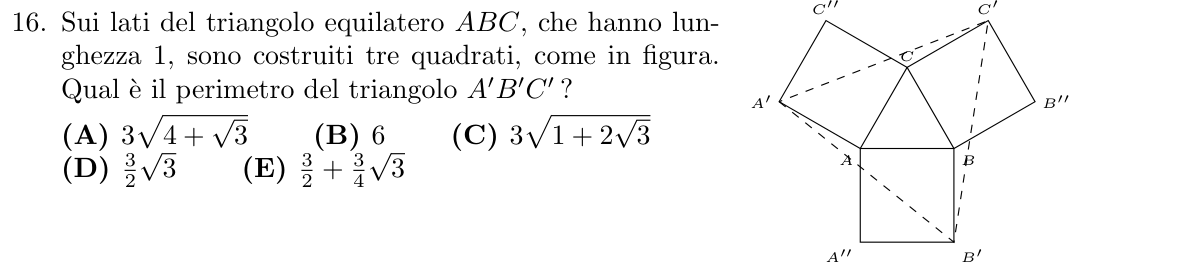 16. Sui lati del triangolo equilatero ABC, che hanno lun-
ghezza 1, sono costruiti tre quadrati, come in figura.
Qual è il perimetro del triangolo A′B′C′ ?
(A) 3√(4 + √3) (B) 6 (C) 3√(1 + 2√3)
(D) 3/2 √3 (E) 3/2 + 3/4 √3
C′′
C′
C
A′
B′′
A
B
A′′
B′